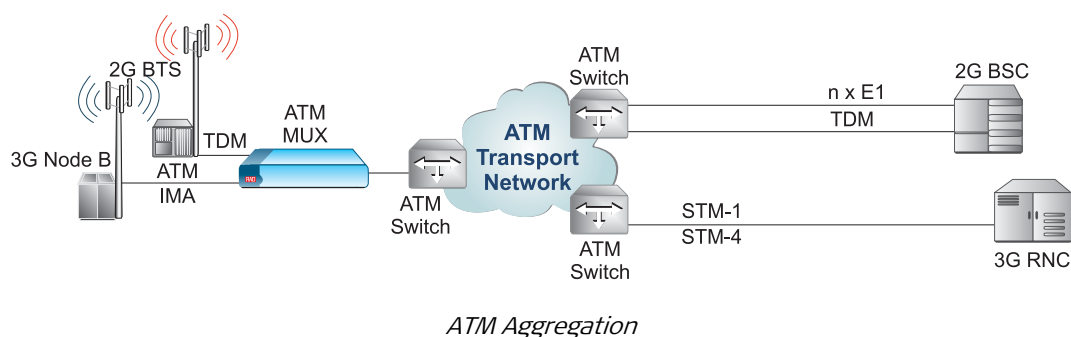 2G BTS
TDM
3G Node B
ATM
IMA
ATM
MUX
RAD
ATM
Switch
ATM
Transport
Network
ATM
Switch
ATM
Switch
n x E1
TDM
2G BSC
STM-1
STM-4
3G RNC
ATM Aggregation